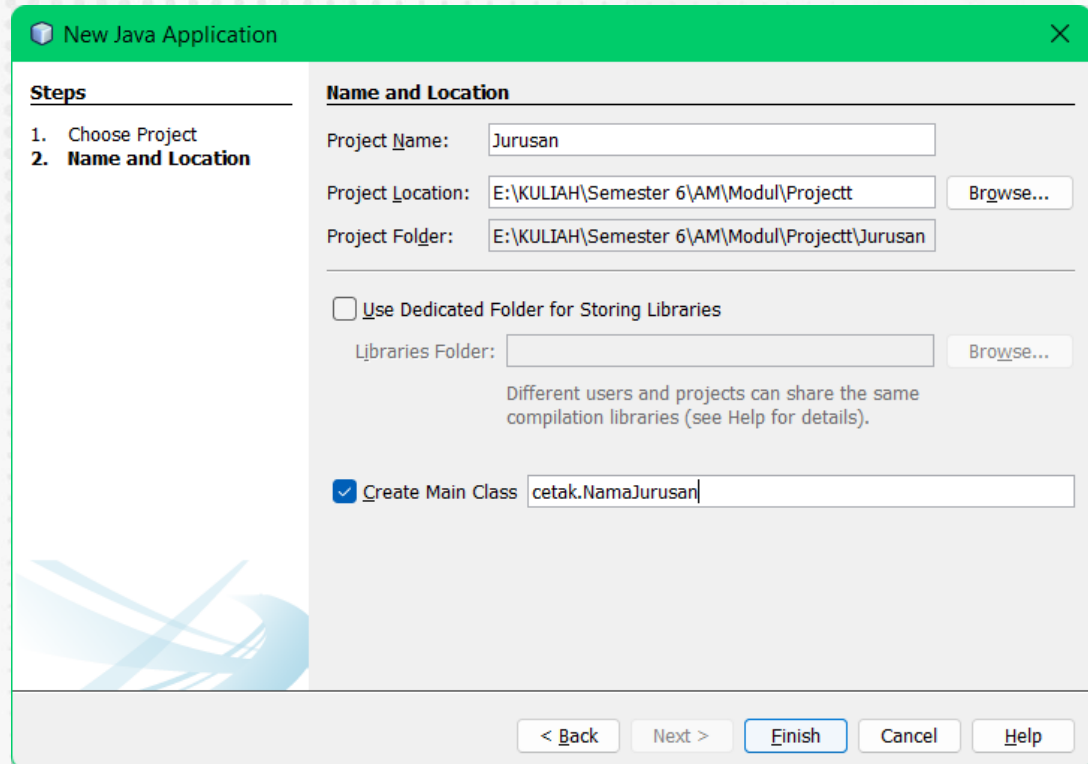 New Java Application
Steps
1. Choose Project
2. Name and Location
Name and Location
Project Name: Jurusan
Project Location: E:\KULIAH\Semester 6\AM\Modul\Projectt Browse...
Project Folder: E:\KULIAH\Semester 6\AM\Modul\Projectt\Jurusan
Use Dedicated Folder for Storing Libraries
Libraries Folder: Browse...
Different users and projects can share the same
compilation libraries (see Help for details).
Create Main Class cetak.NamaJurusan
< Back Next > Finish Cancel Help